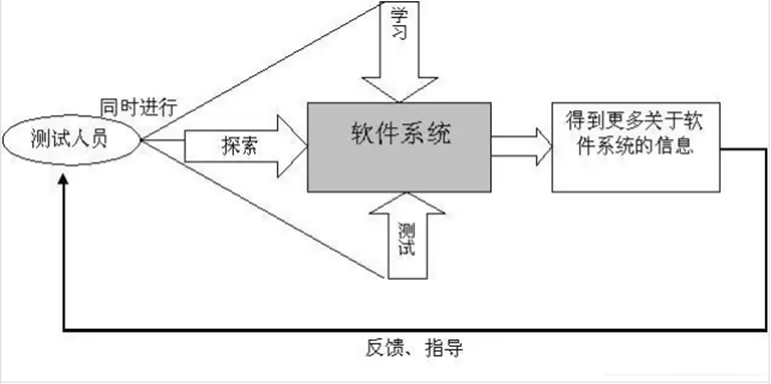 学习
同时进行
测试人员
探索
软件系统
得到更多关于软
件系统的信息
测试
反馈、指导